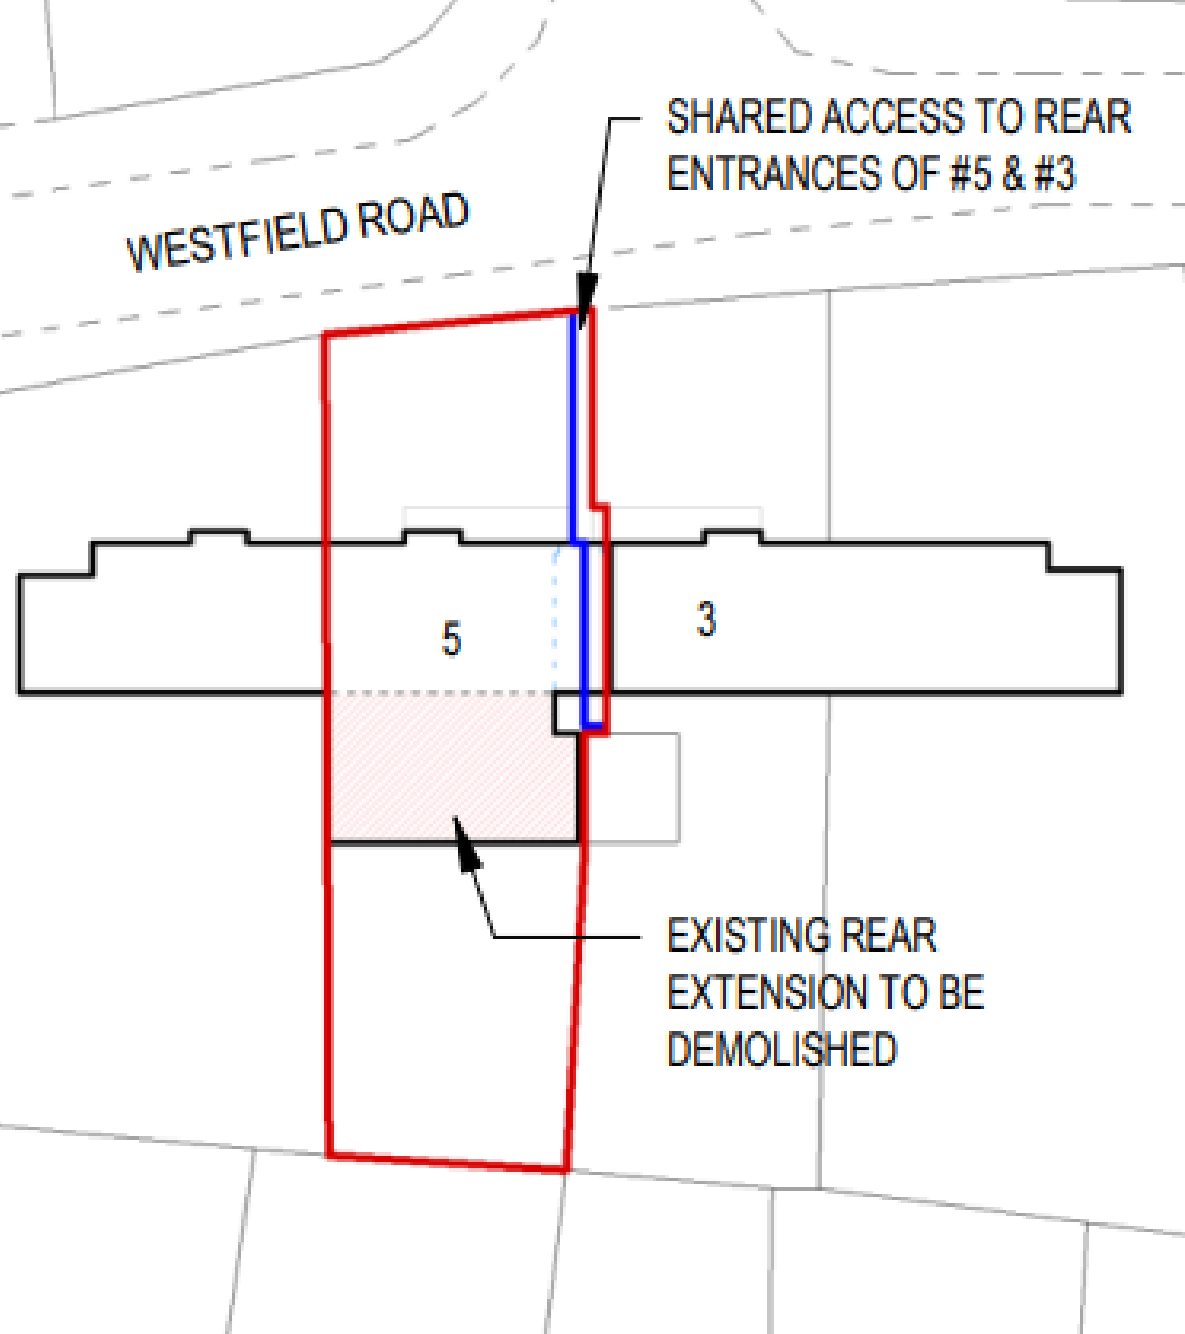 SHARED ACCESS TO REAR
ENTRANCES OF #5 & #3
WESTFIELD ROAD
5
3
EXISTING REAR
EXTENSION TO BE
DEMOLISHED